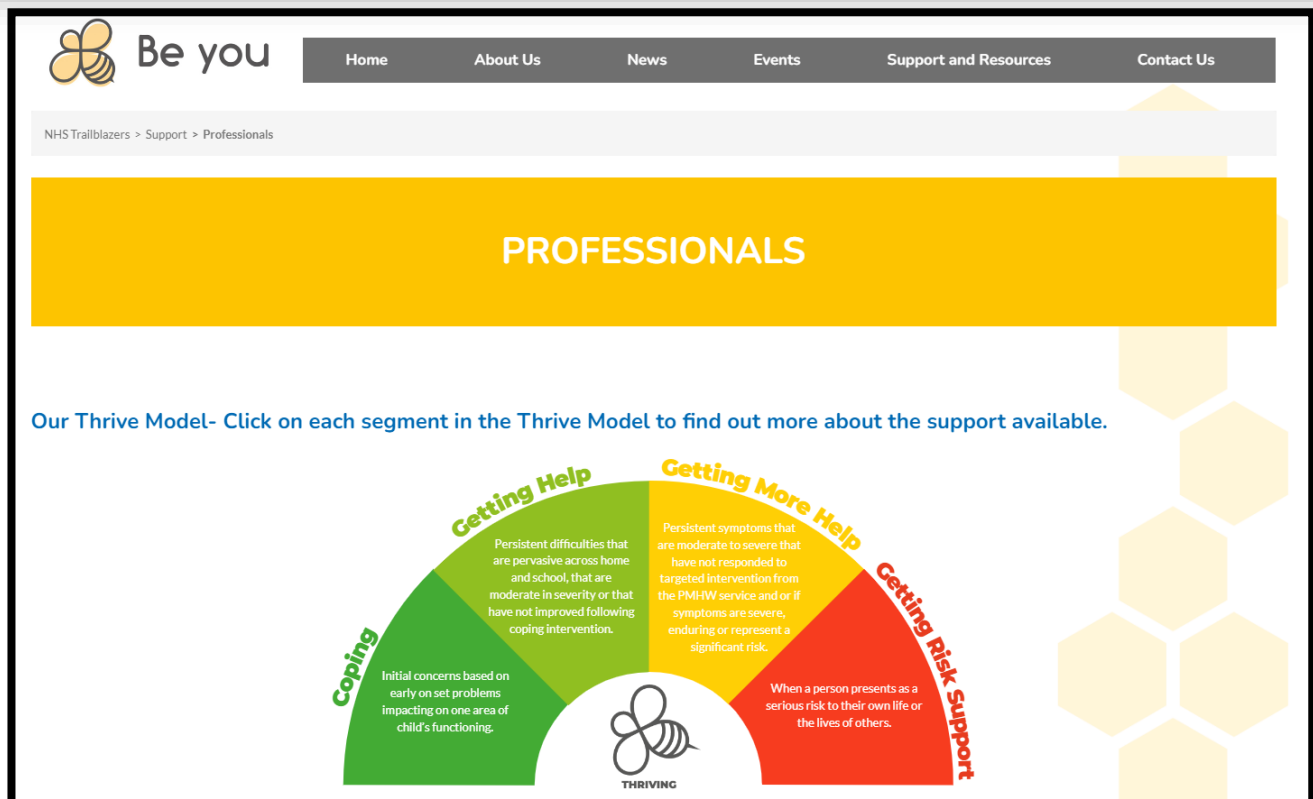 Be you
Home About Us News Events Support and Resources Contact Us
NHS Trailblazers > Support > Professionals
PROFESSIONALS
Our Thrive Model- Click on each segment in the Thrive Model to find out more about the support available.
Coping
Initial concerns based on
early on set problems
impacting on one area of
child's functioning.
Getting Help
Persistent difficulties that
are pervasive across home
and school, that are
moderate in severity or that
have not improved following
coping intervention.
Getting More Help
Persistent symptoms that
are moderate to severe that
have not responded to
targeted intervention from
the PMHW service and or if
symptoms are severe,
enduring or represent a
significant risk.
Getting Risk Support
When a person presents as a
serious risk to their own life or
the lives of others.
THRIVING